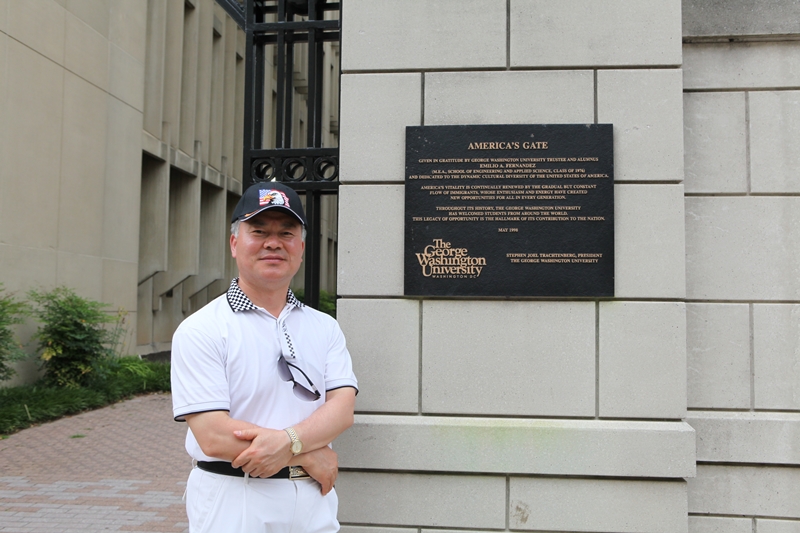 AMERICA'S GATE
GIVEN IN GRATITUDE BY GEORGE WASHINGTON UNIVERSITY TRUSTEE AND ALUMNUS
EMILIO A. FERNANDEZ
(M.E.A., SCHOOL OF ENGINEERING AND APPLIED SCIENCE, CLASS OF 1974)
AND DEDICATED TO THE DYNAMIC CULTURAL DIVERSITY OF THE UNITED STATES OF AMERICA.
AMERICA'S VITALITY IS CONTINUALLY RENEWED BY THE GRADUAL BUT CONSTANT
FLOW OF IMMIGRANTS, WHOSE ENTHUSIASM AND ENERGY HAVE CREATED
NEW OPPORTUNITIES FOR ALL IN EVERY GENERATION.
THROUGHOUT ITS HISTORY, THE GEORGE WASHINGTON UNIVERSITY
HAS WELCOMED STUDENTS FROM AROUND THE WORLD.
THIS LEGACY OF OPPORTUNITY IS THE HALLMARK OF ITS CONTRIBUTION TO THE NATION.
MAY 1998
The
George
Washington
University
WASHINGTON DC
STEPHEN JOEL TRACHTENBERG, PRESIDENT
THE GEORGE WASHINGTON UNIVERSITY